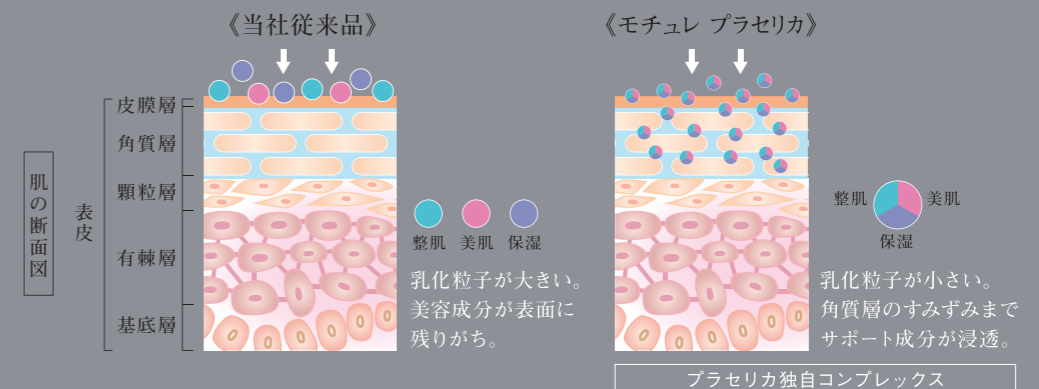 《当社従来品》
《モチュレ プラセリカ》
肌の断面図
表皮
皮膜層
角質層
顆粒層
有棘層
基底層
整肌 美肌 保湿
乳化粒子が大きい。
美容成分が表面に
残りがち。
整肌 美肌
保湿
乳化粒子が小さい。
角質層のすみずみまで
サポート成分が浸透。
プラセリカ独自コンプレックス